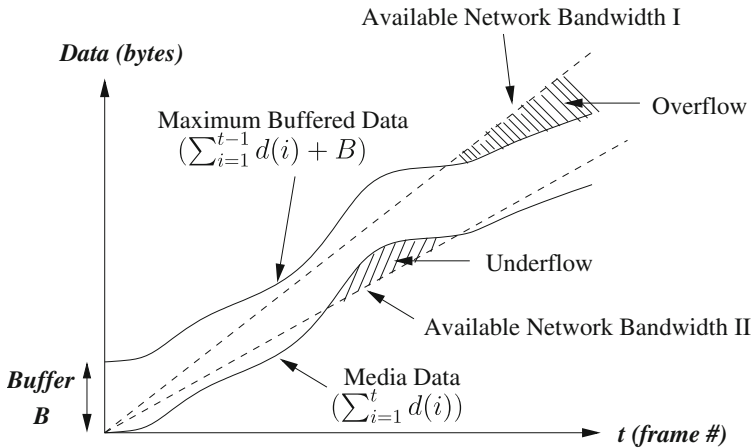 Available Network Bandwidth I
Data (bytes)
Overflow
Maximum Buffered Data
(∑_{i=1}^{t−1} d(i) + B)
Underflow
Available Network Bandwidth II
Buffer
B
Media Data
(∑_{i=1}^{t} d(i))
t (frame #)